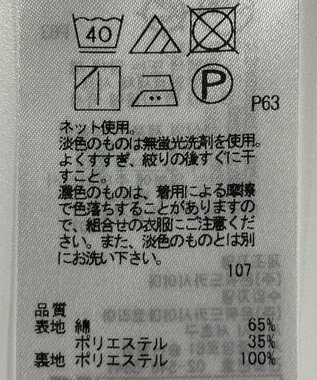 40
P
P63
ネット使用。
淡色のものは無蛍光洗剤を使用。
よくすすぎ、絞りの後すぐに干
すこと。
濃色のものは、着用による摩擦
で色落ちすることがありますの
で、組合せの衣服にご注意くだ
さい。また、淡色のものとは別
にお洗い下さい。
107
品質
表地 綿 65%
ポリエステル 35%
裏地 ポリエステル 100%